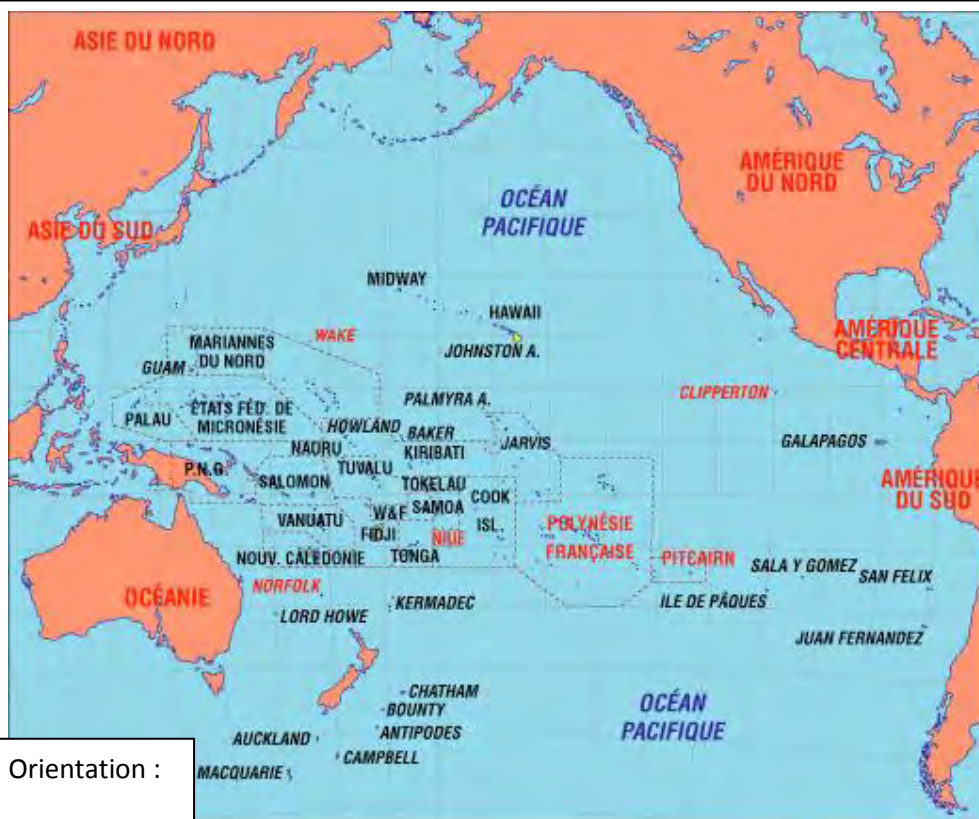 ASIE DU NORD
AMÉRIQUE
DU NORD
OCÉAN
PACIFIQUE
ASIE DU SUD
MIDWAY
HAWAII
WAKE
JOHNSTON A.
MARIANNES
DU NORD
GUAM
AMÉRIQUE
CENTRALE
PALMYRA A.
CLIPPERTON
PALAU
ÉTATS FÉD. DE
MICRONÉSIE
HOWLAND
BAKER
KIRIBATI
JARVIS
GALAPAGOS
NAURU
P.N.G.
TUVALU
SALOMON
TOKELAU
COOK
ISL.
AMÉRIQUE
DU SUD
VANUATU
W&F
SAMOA
FIDJI
NIUE
POLYNÉSIE
FRANÇAISE
NOUV. CALÉDONIE
TONGA
PITCAIRN
SALA Y GOMEZ
SAN FELIX
OCÉANIE
NORFOLK
LORD HOWE
KERMADEC
ILE DE PÂQUES
JUAN FERNANDEZ
CHATHAM
BOUNTY
ANTIPODES
AUCKLAND
CAMPBELL
OCÉAN
PACIFIQUE
Orientation :
MACQUARIE